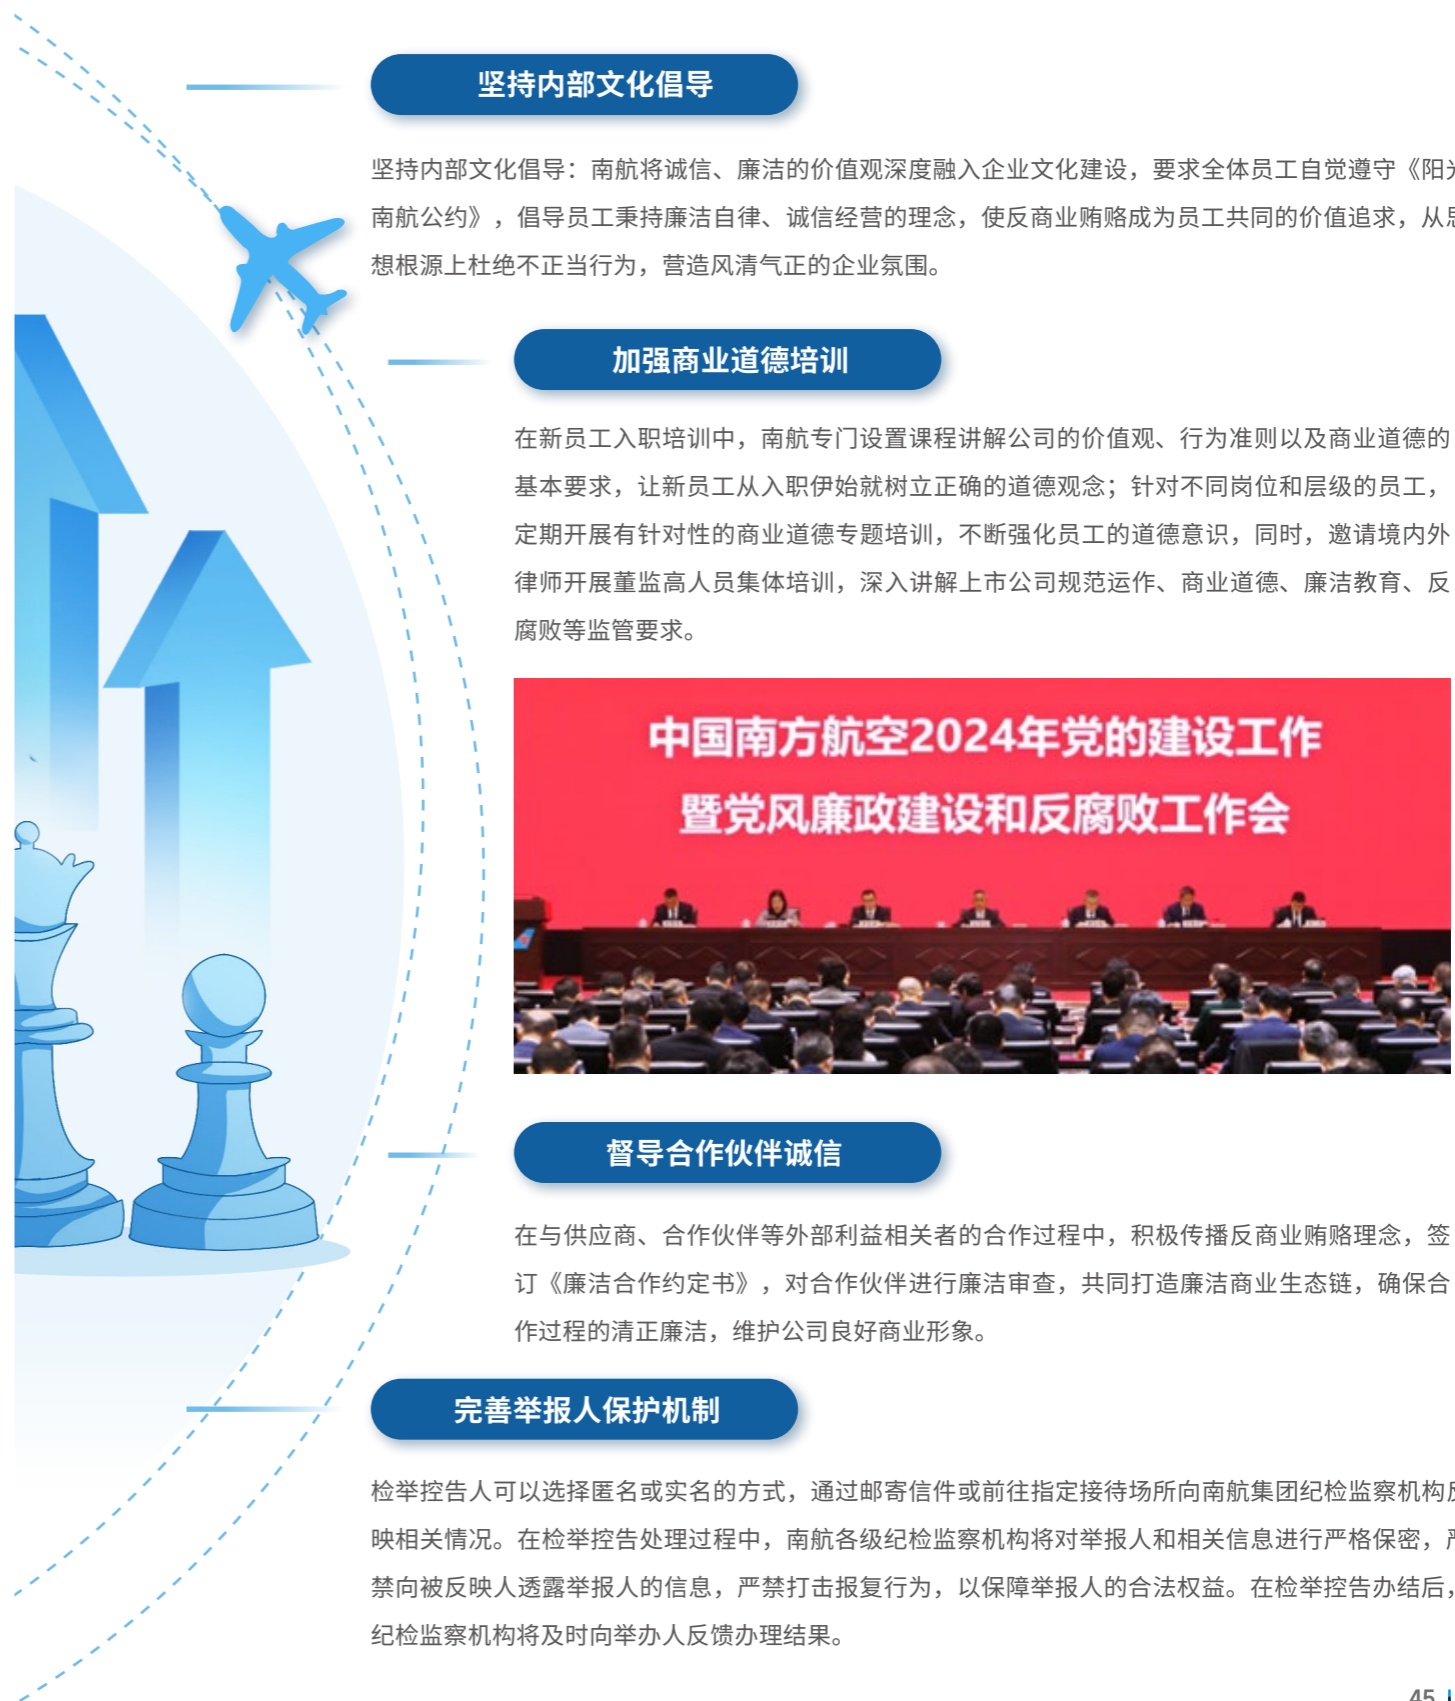 坚持内部文化倡导
坚持内部文化倡导：南航将诚信、廉洁的价值观深度融入企业文化建设，要求全体员工自觉遵守《阳光
南航公约》，倡导员工秉持廉洁自律、诚信经营的理念，使反商业贿赂成为员工共同的价值追求，从思
想根源上杜绝不正当行为，营造风清气正的企业氛围。
加强商业道德培训
在新员工入职培训中，南航专门设置课程讲解公司的价值观、行为准则以及商业道德的
基本要求，让新员工从入职伊始就树立正确的道德观念；针对不同岗位和层级的员工，
定期开展有针对性的商业道德专题培训，不断强化员工的道德意识，同时，邀请境内外
律师开展董监高人员集体培训，深入讲解上市公司规范运作、商业道德、廉洁教育、反
腐败等监管要求。
中国南方航空2024年党的建设工作
暨党风廉政建设和反腐败工作会
督导合作伙伴诚信
在与供应商、合作伙伴等外部利益相关者的合作过程中，积极传播反商业贿赂理念，签
订《廉洁合作约定书》，对合作伙伴进行廉洁审查，共同打造廉洁商业生态链，确保合
作过程的清正廉洁，维护公司良好商业形象。
完善举报人保护机制
检举控告人可以选择匿名或实名的方式，通过邮寄信件或前往指定接待场所向南航集团纪检监察机构反
映相关情况。在检举控告处理过程中，南航各级纪检监察机构将对举报人和相关信息进行严格保密，严
禁向被反映人透露举报人的信息，严禁打击报复行为，以保障举报人的合法权益。在检举控告办结后，
纪检监察机构将及时向举办人反馈办理结果。
45